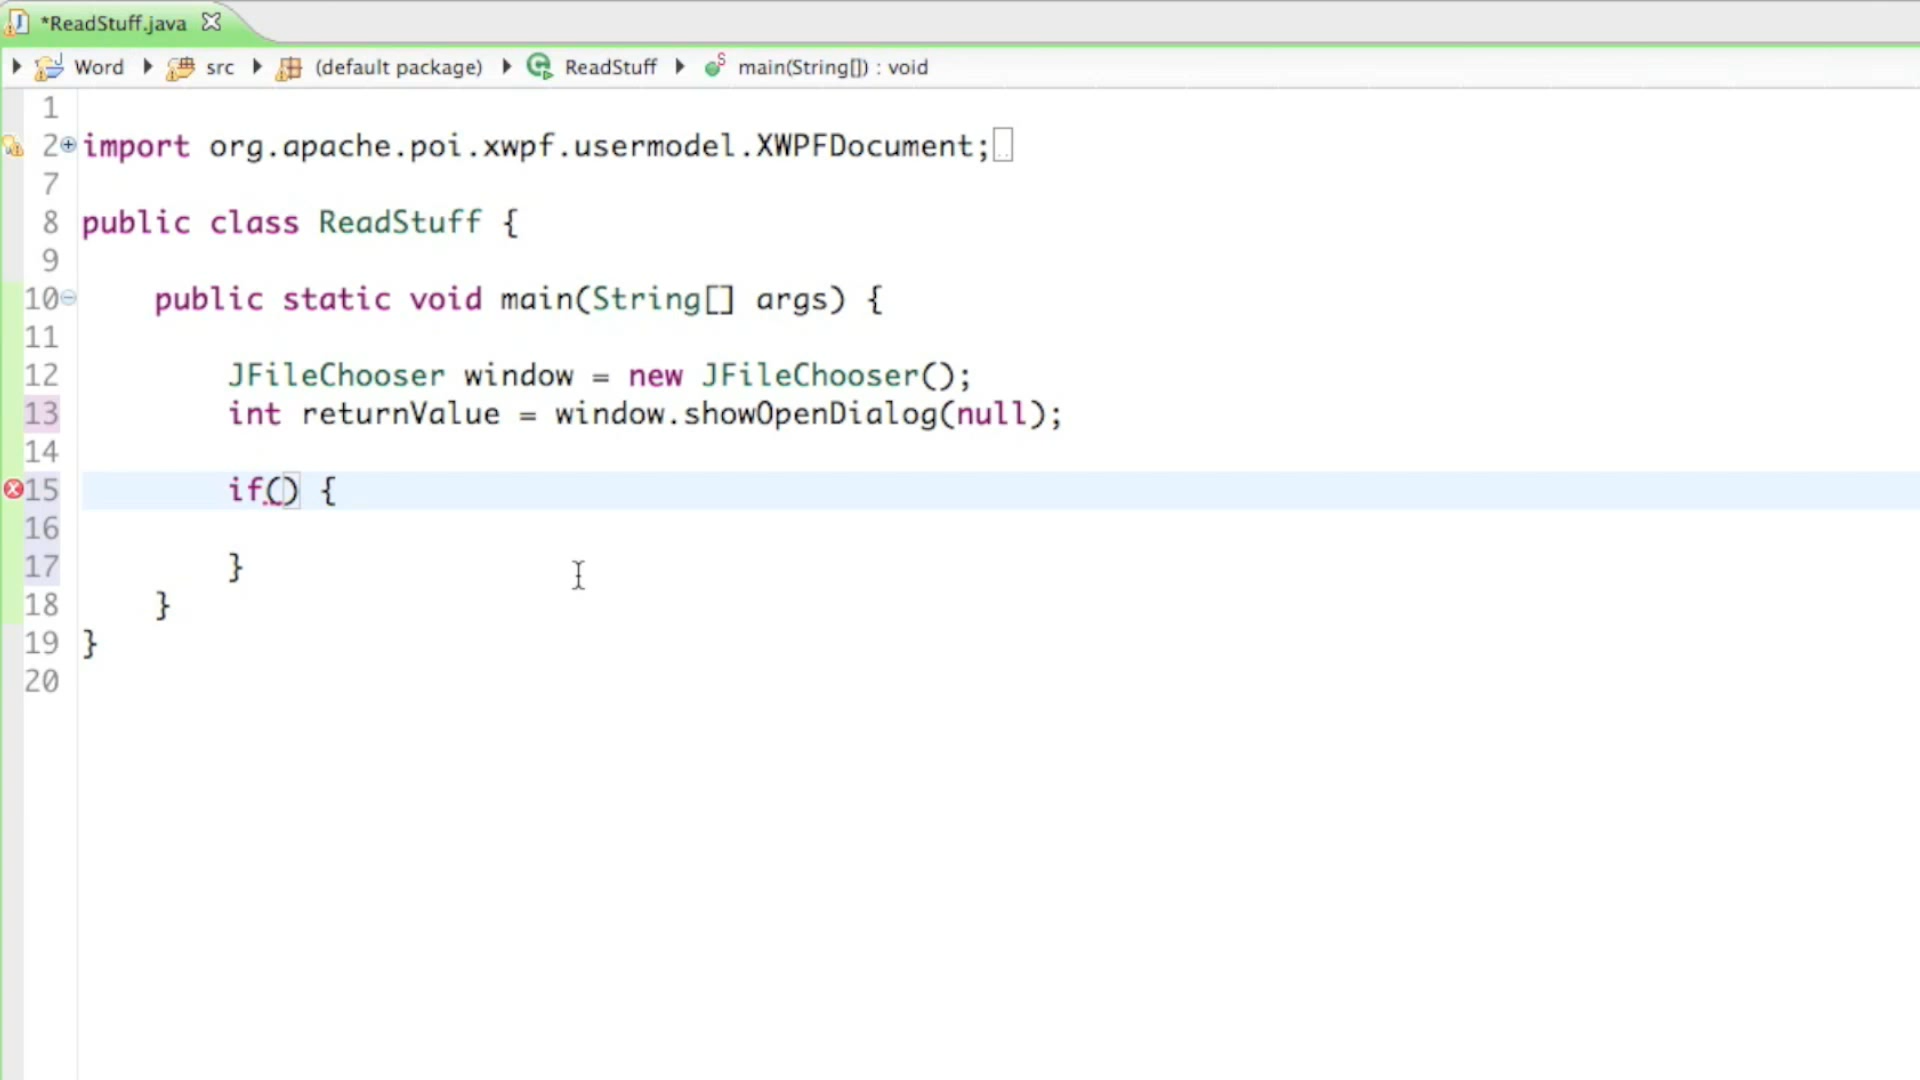 *ReadStuff.java
Word src (default package) ReadStuff main(String[]) : void
1
2 import org.apache.poi.xwpf.usermodel.XWPFDocument;
7
8 public class ReadStuff {
9
10 public static void main(String[] args) {
11
12 JFileChooser window = new JFileChooser();
13 int returnValue = window.showOpenDialog(null);
14
15 if() {
16
17 }
18 }
19 }
20